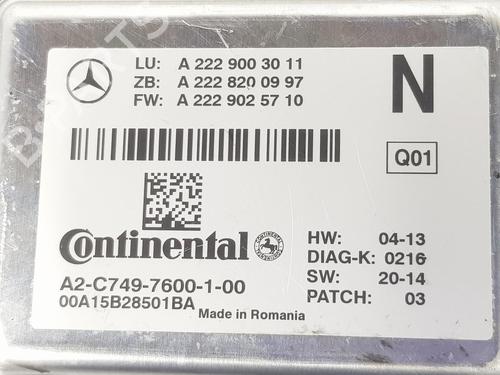 LU: A 222 900 30 11
ZB: A 222 820 09 97
FW: A 222 902 57 10
N
Q01
Continental
CONTINENTAL
HW: 04-13
DIAG-K: 0216
SW: 20-14
PATCH: 03
A2-C749-7600-1-00
00A15B28501BA
Made in Romania